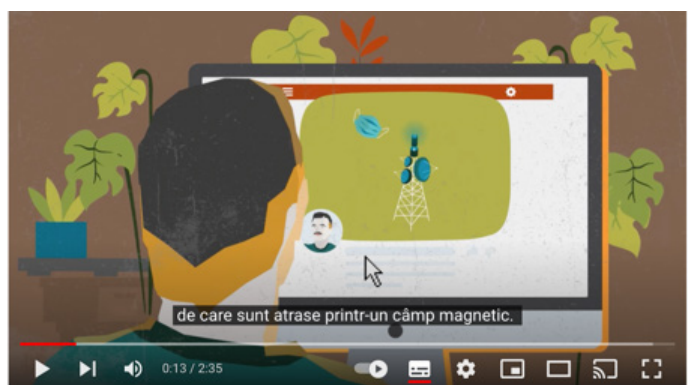 de care sunt atrase printr-un câmp magnetic.
0:13 / 2:35